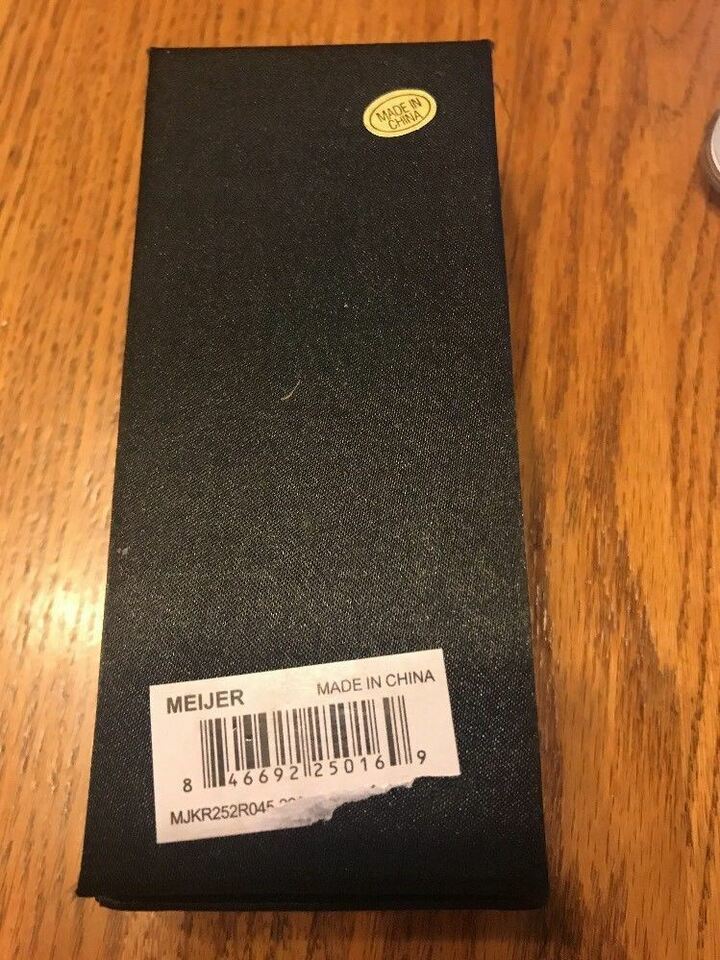 MADE IN
CHINA
MEIJER MADE IN CHINA
8 46692 25016 9
MJKR252R045